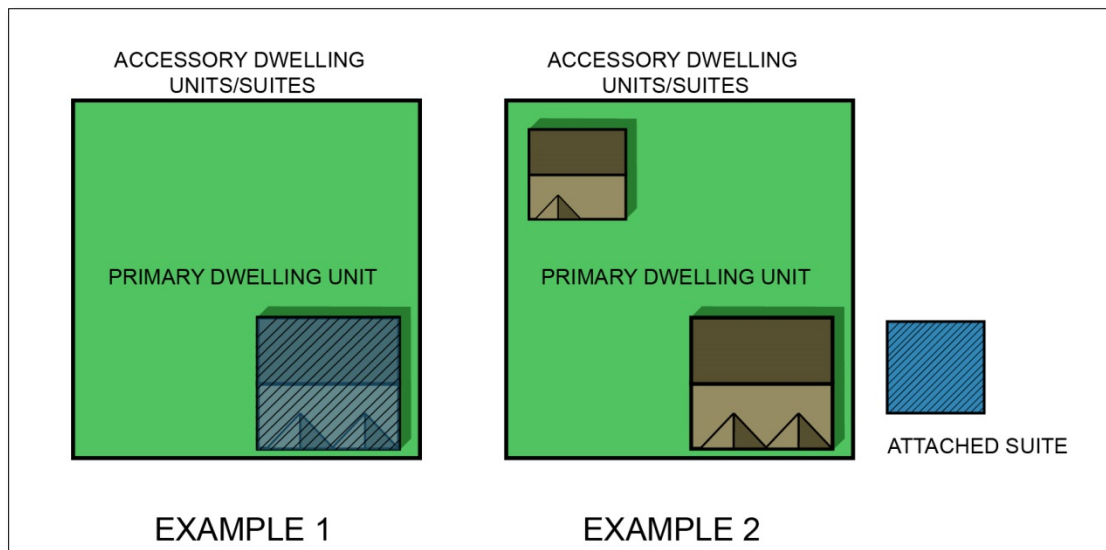 ACCESSORY DWELLING
UNITS/SUITES
PRIMARY DWELLING UNIT
EXAMPLE 1
ACCESSORY DWELLING
UNITS/SUITES
PRIMARY DWELLING UNIT
EXAMPLE 2
ATTACHED SUITE